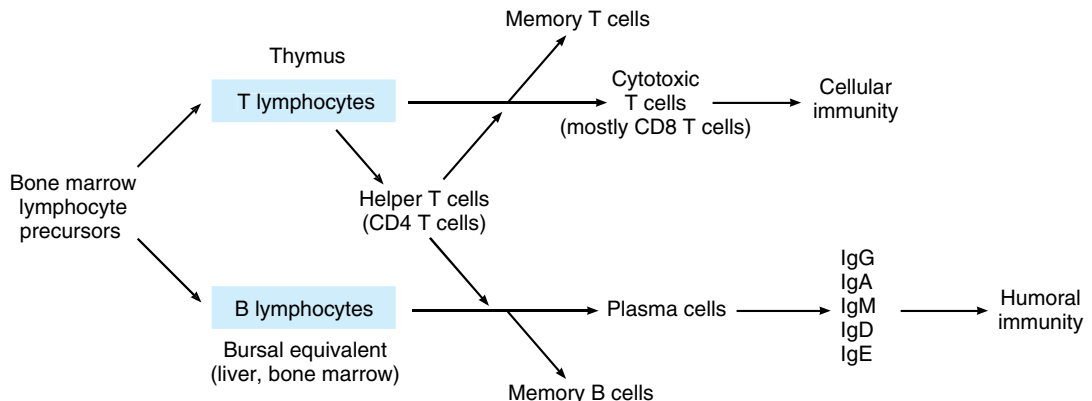 Memory T cells
Thymus
T lymphocytes
Cytotoxic
T cells
(mostly CD8 T cells)
Cellular
immunity
Bone marrow
lymphocyte
precursors
Helper T cells
(CD4 T cells)
B lymphocytes
Bursal equivalent
(liver, bone marrow)
Plasma cells
IgG
IgA
IgM
IgD
IgE
Humoral
immunity
Memory B cells